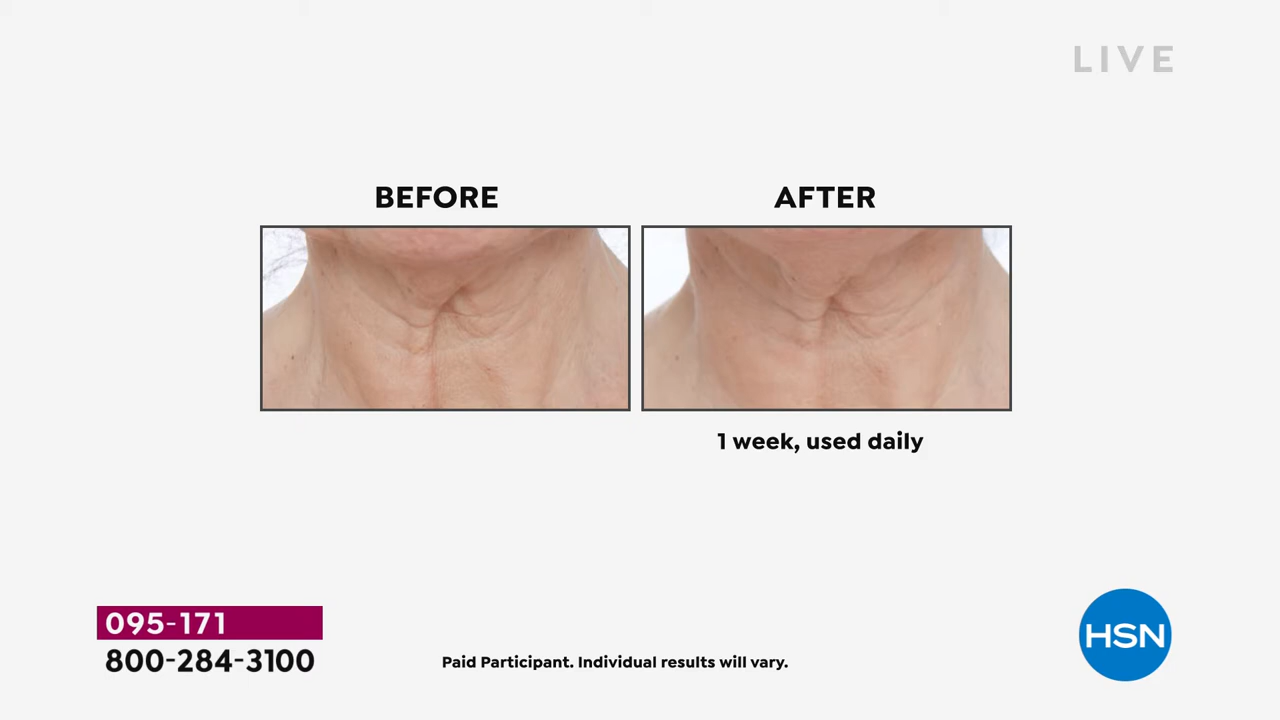 LIVE
BEFORE
AFTER
1 week, used daily
095-171
800-284-3100
Paid Participant. Individual results will vary.
HSN